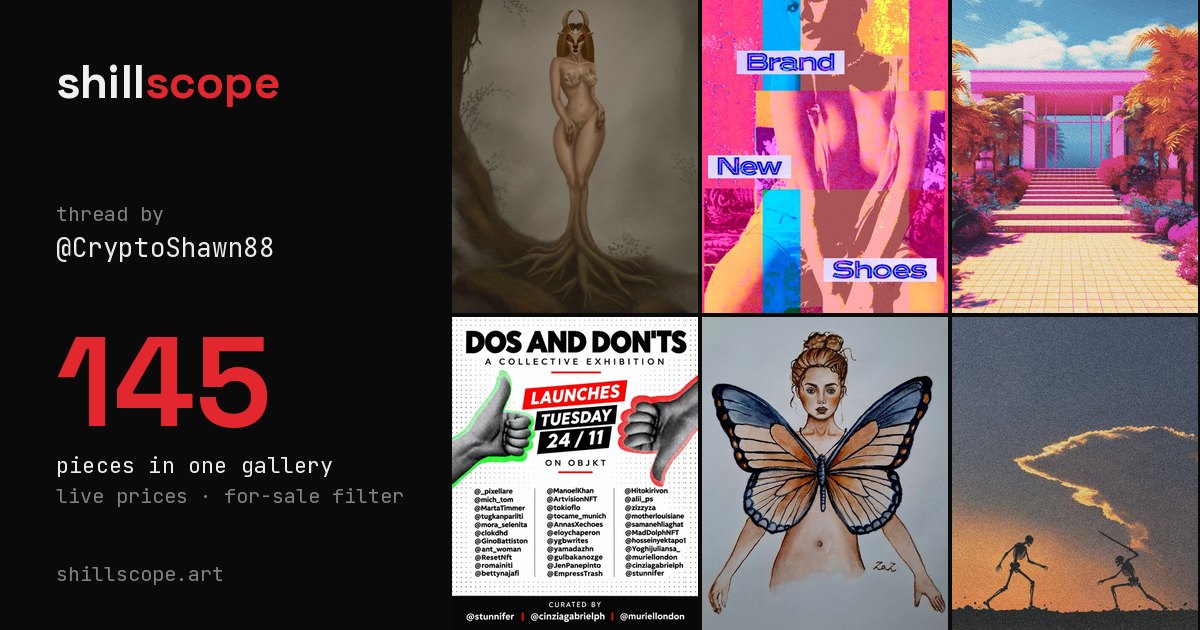 shillscope
thread by
@CryptoShawn88
145
pieces in one gallery
live prices · for-sale filter
shillscope.art
Brand
New
Shoes
DOS AND DON'TS
A COLLECTIVE EXHIBITION
LAUNCHES
TUESDAY
24 / 11
ON OBJKT
@_pixellare
@mich_tom
@MartaTimmer
@tugkanparilti
@mora_selenita
@clokdhd
@GinoBattiston
@ant_woman
@ResetNft
@romainiti
@bettynajafi
@ManoelKhan
@ArtvisionNFT
@tokioflo
@tocame_munich
@AnnasXechoes
@eloychaperon
@ygbwrites
@yamadazhn
@gulbakanozge
@JenPanepinto
@EmpressTrash
@Hitokirivon
@alii_ps
@zizzyza
@motherlouisiane
@samanehliaghat
@MadDolphNFT
@hosseinyektapo1
@Yoghijuliansa_
@muriellondon
@cinziagabrielph
@stunnifer
CURATED BY
@stunnifer | @cinziagabrielph | @muriellondon